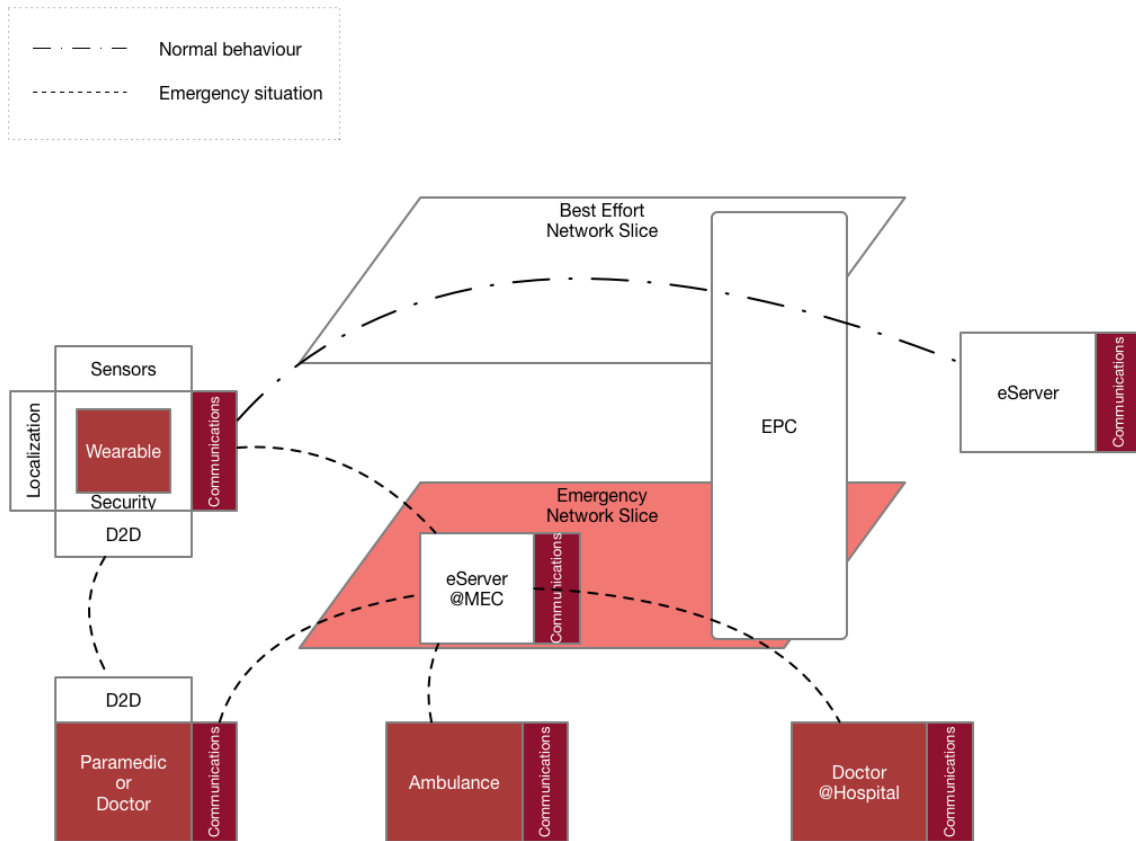 Normal behaviour
Emergency situation
Best Effort
Network Slice
EPC
eServer
Communications
Sensors
Localization
Wearable
Security
D2D
Communications
Emergency
Network Slice
eServer
@MEC
Communications
D2D
Paramedic
or
Doctor
Communications
Ambulance
Communications
Doctor
@Hospital
Communications